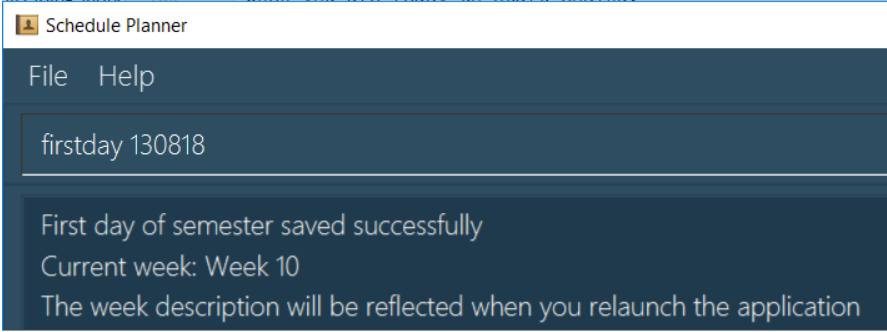 Schedule Planner
File Help
firstday 130818
First day of semester saved successfully
Current week: Week 10
The week description will be reflected when you relaunch the application